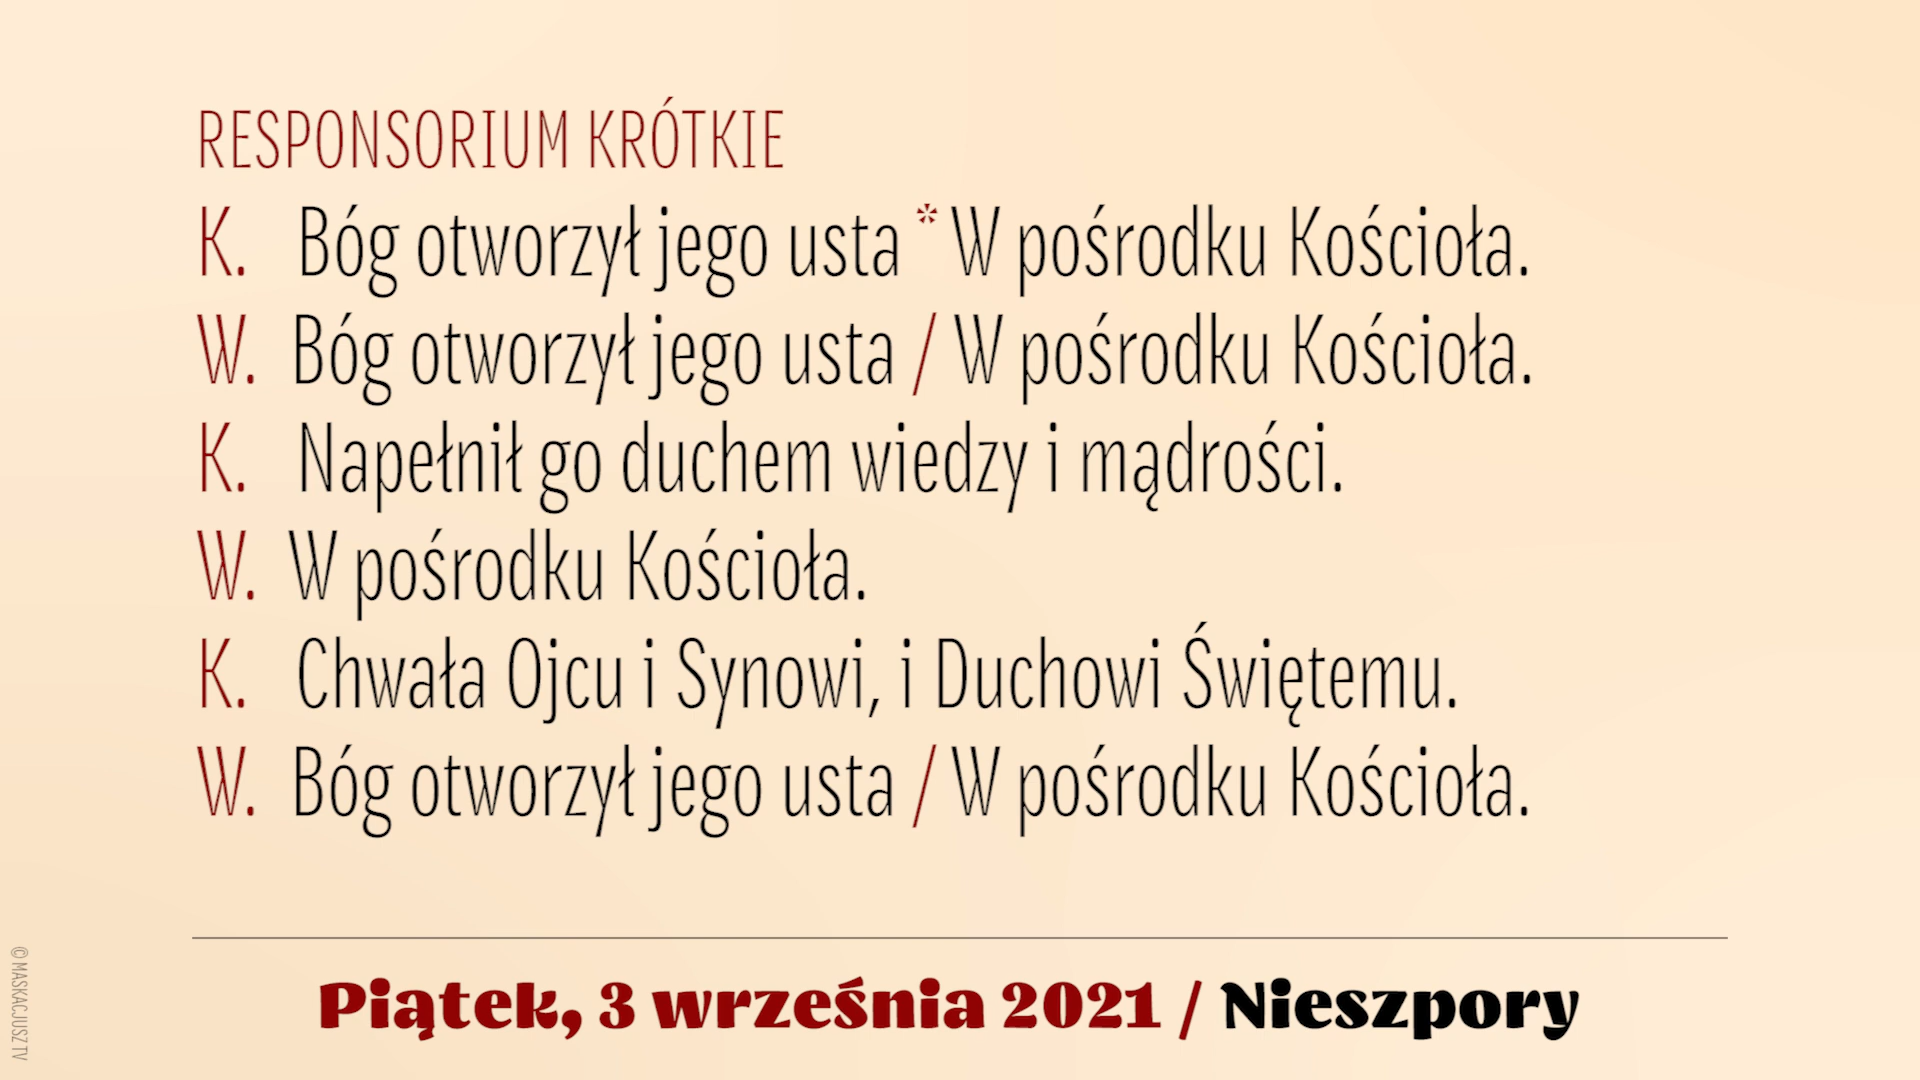 RESPONSORIUM KRÓTKIE
K. Bóg otworzył jego usta * W pośrodku Kościoła.
W. Bóg otworzył jego usta / W pośrodku Kościoła.
K. Napełnił go duchem wiedzy i mądrości.
W. W pośrodku Kościoła.
K. Chwała Ojcu i Synowi, i Duchowi Świętemu.
W. Bóg otworzył jego usta / W pośrodku Kościoła.
Piątek, 3 września 2021 / Nieszpory
© MASKACJUSZ TV